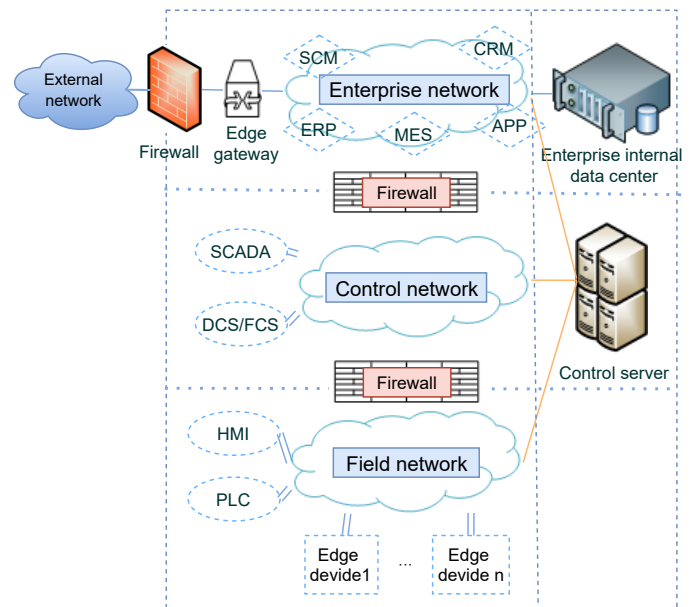 SCM
CRM
External
network
Enterprise network
ERP
MES
APP
Firewall
Edge
gateway
Enterprise internal
data center
Firewall
SCADA
Control network
DCS/FCS
Control server
Firewall
HMI
Field network
PLC
Edge
devide1
...
Edge
devide n